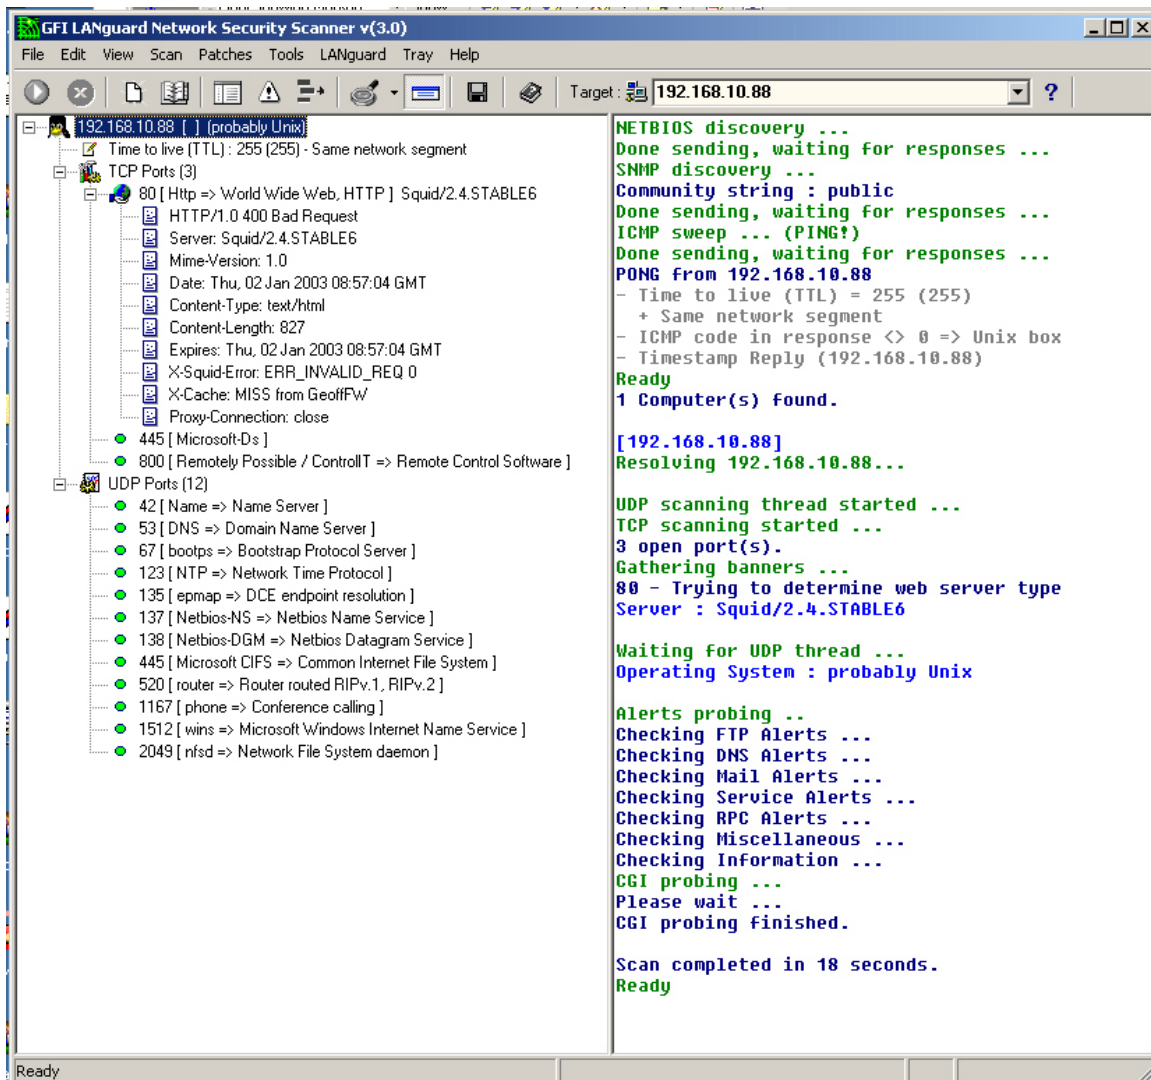 GFI LANguard Network Security Scanner v(3.0)
File Edit View Scan Patches Tools LANguard Tray Help
Target: 192.168.10.88
192.168.10.88 [ ] (probably Unix)
Time to live (TTL) : 255 (255) - Same network segment
TCP Ports (3)
80 [ Http => World Wide Web, HTTP ] Squid/2.4.STABLE6
HTTP/1.0 400 Bad Request
Server: Squid/2.4.STABLE6
Mime-Version: 1.0
Date: Thu, 02 Jan 2003 08:57:04 GMT
Content-Type: text/html
Content-Length: 827
Expires: Thu, 02 Jan 2003 08:57:04 GMT
X-Squid-Error: ERR_INVALID_REQ 0
X-Cache: MISS from GeoffFW
Proxy-Connection: close
445 [ Microsoft-Ds ]
800 [ Remotely Possible / ControlIT => Remote Control Software ]
UDP Ports (12)
42 [ Name => Name Server ]
53 [ DNS => Domain Name Server ]
67 [ bootps => Bootstrap Protocol Server ]
123 [ NTP => Network Time Protocol ]
135 [ epmap => DCE endpoint resolution ]
137 [ Netbios-NS => Netbios Name Service ]
138 [ Netbios-DGM => Netbios Datagram Service ]
445 [ Microsoft CIFS => Common Internet File System ]
520 [ router => Router routed RIPv.1, RIPv.2 ]
1167 [ phone => Conference calling ]
1512 [ wins => Microsoft Windows Internet Name Service ]
2049 [ nfsd => Network File System daemon ]
NETBIOS discovery ...
Done sending, waiting for responses ...
SNMP discovery ...
Community string : public
Done sending, waiting for responses ...
ICMP sweep ... (PING!)
Done sending, waiting for responses ...
PONG from 192.168.10.88
- Time to live (TTL) = 255 (255)
+ Same network segment
- ICMP code in response <> 0 => Unix box
- Timestamp Reply (192.168.10.88)
Ready
1 Computer(s) found.
[192.168.10.88]
Resolving 192.168.10.88...
UDP scanning thread started ...
TCP scanning started ...
3 open port(s).
Gathering banners ...
80 - Trying to determine web server type
Server : Squid/2.4.STABLE6
Waiting for UDP thread ...
Operating System : probably Unix
Alerts probing ..
Checking FTP Alerts ...
Checking DNS Alerts ...
Checking Mail Alerts ...
Checking Service Alerts ...
Checking RPC Alerts ...
Checking Miscellaneous ...
Checking Information ...
CGI probing ...
Please wait ...
CGI probing finished.
Scan completed in 18 seconds.
Ready
Ready